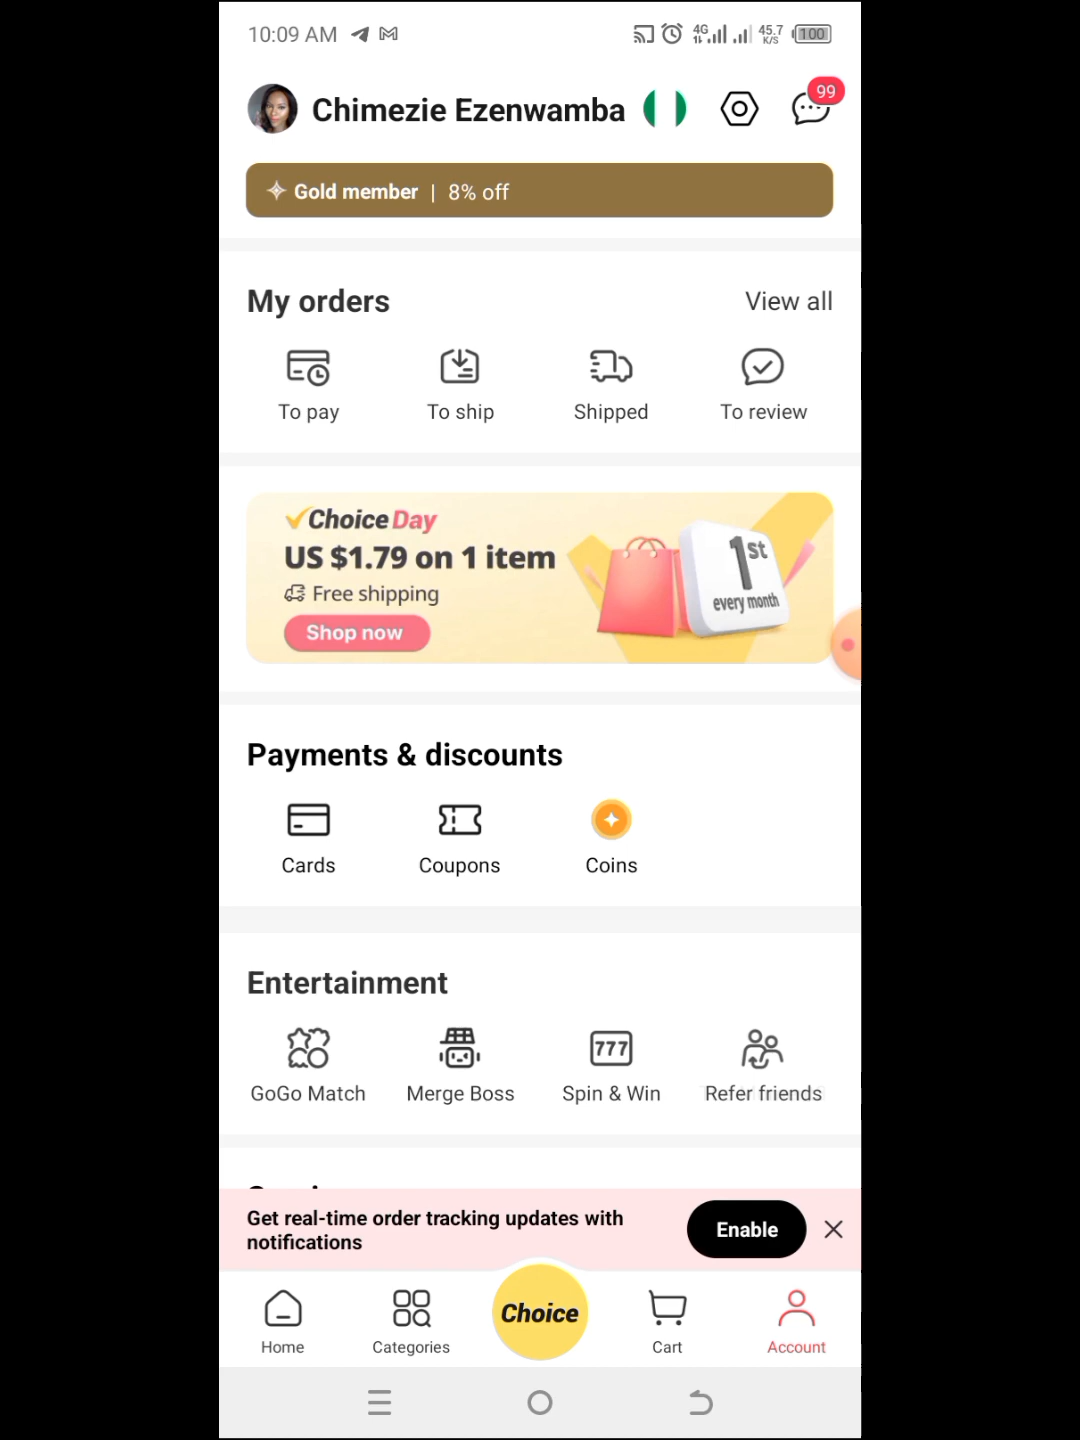 10:09 AM
4G
45.7
K/S
100
Chimezie Ezenwamba
99
Gold member | 8% off
My orders
View all
To pay
To ship
Shipped
To review
Choice Day
US $1.79 on 1 item
Free shipping
Shop now
1st
every month
Payments & discounts
Cards
Coupons
Coins
Entertainment
777
GoGo Match
Merge Boss
Spin & Win
Refer friends
Get real-time order tracking updates with
notifications
Enable
Home
Categories
Choice
Cart
Account